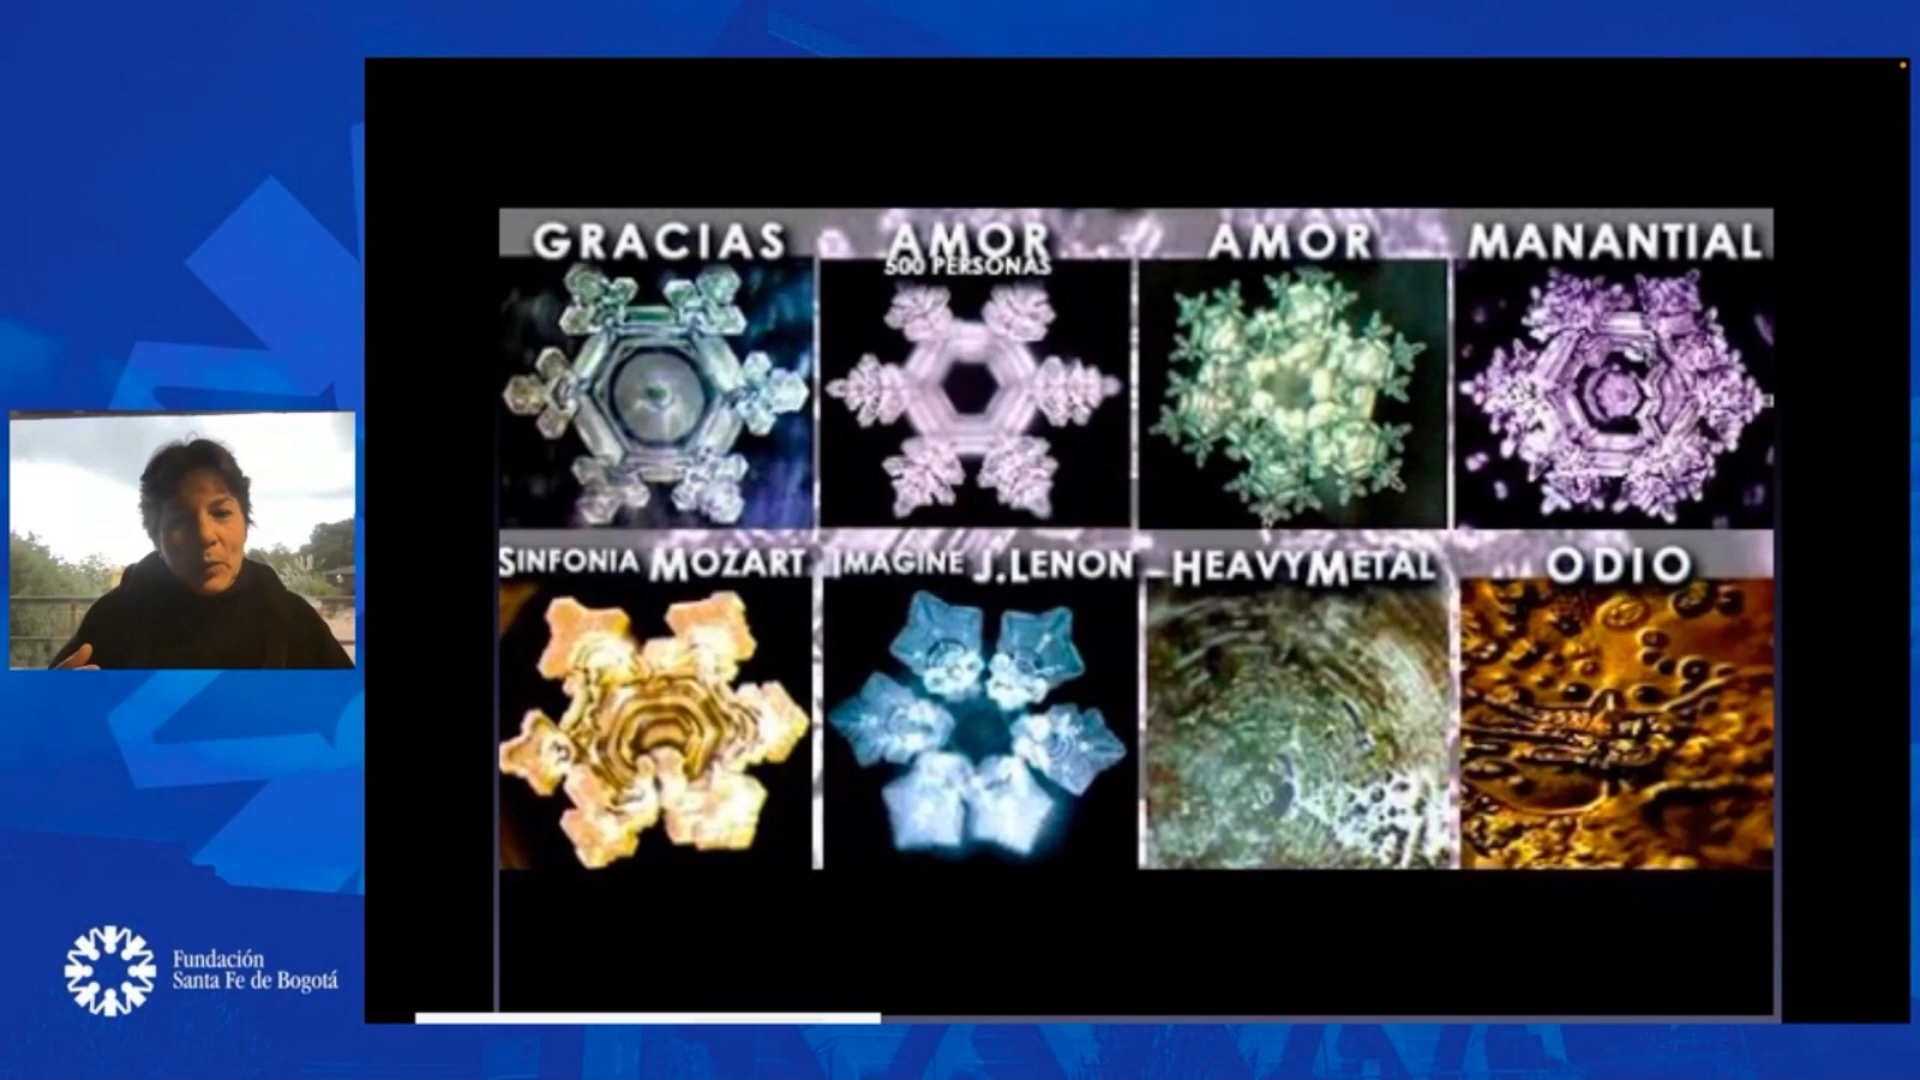 GRACIAS
AMOR
500 PERSONAS
AMOR
MANANTIAL
SINFONIA MOZART
IMAGINE J.LENON
HEAVYMETAL
ODIO
Fundación
Santa Fe de Bogotá